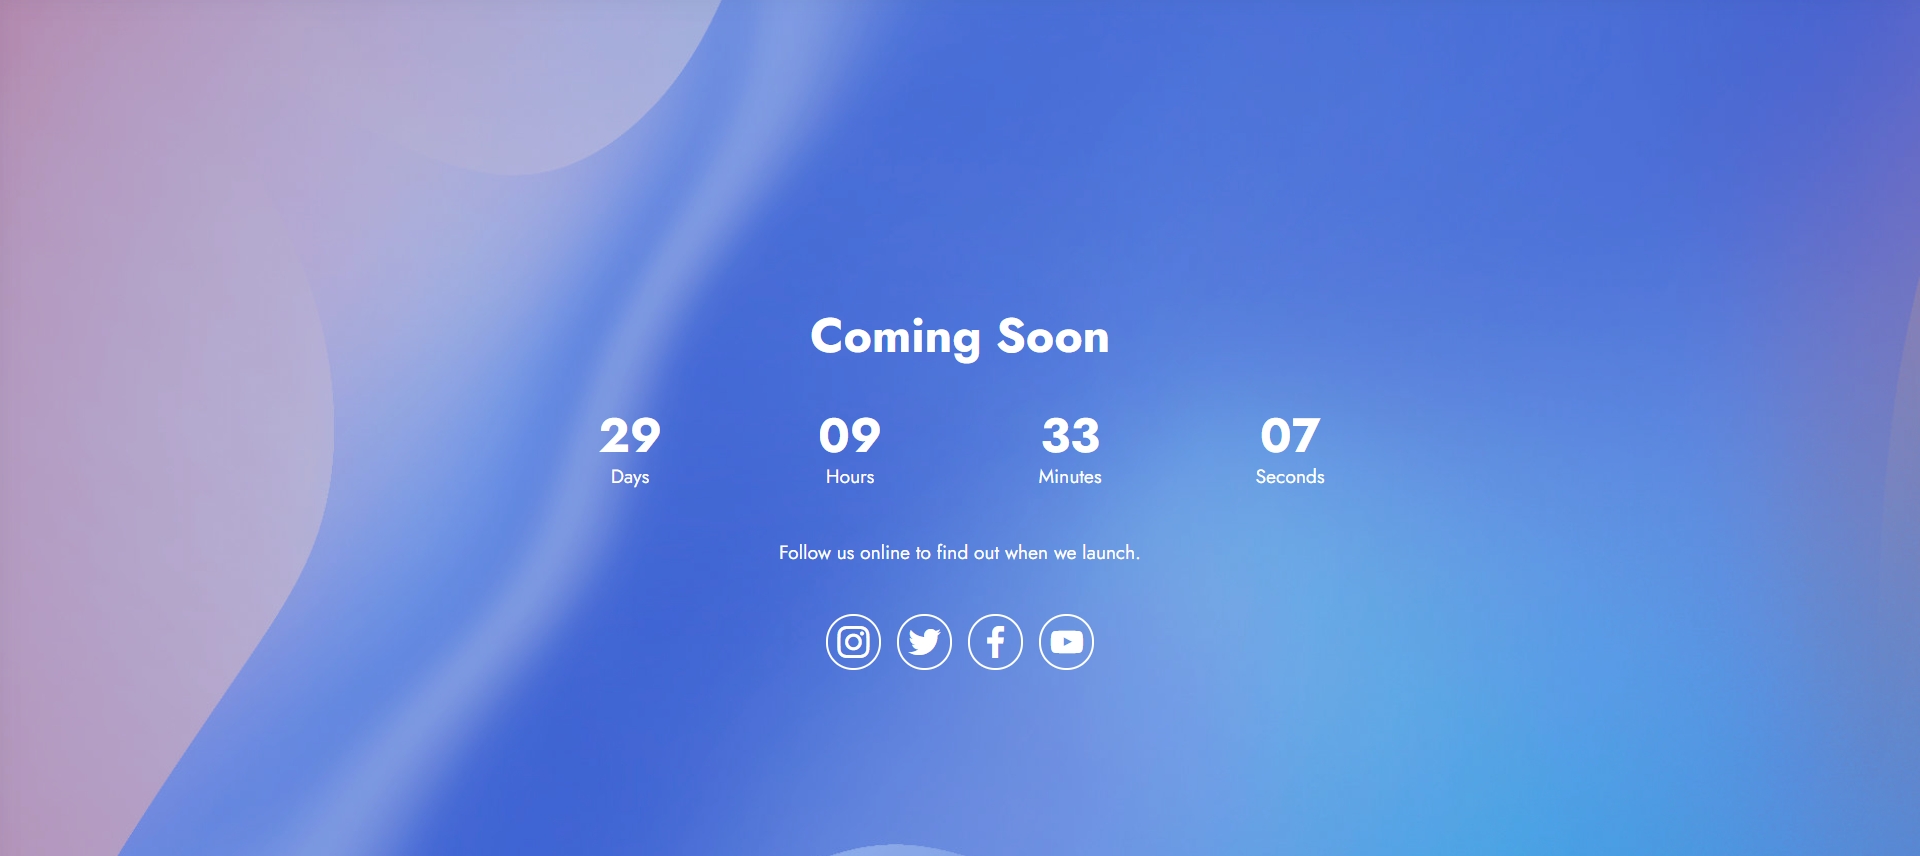 Coming Soon
29 09 33 07
Days Hours Minutes Seconds
Follow us online to find out when we launch.